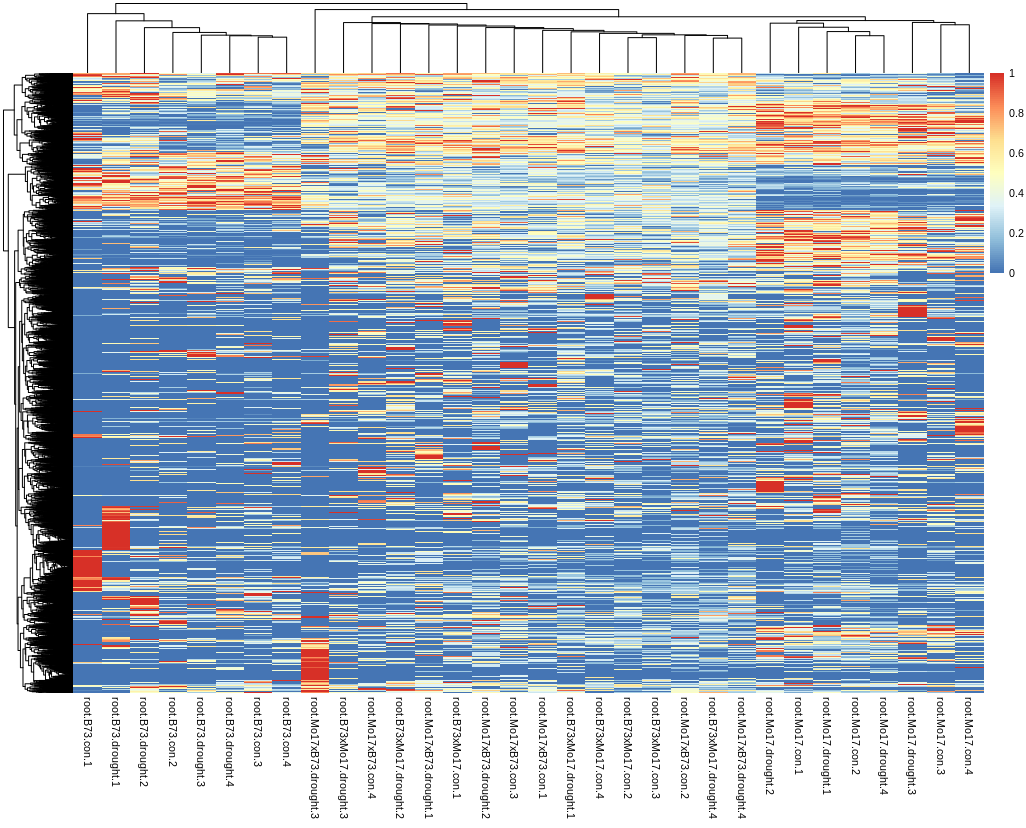 1
0.8
0.6
0.4
0.2
0
root.B73.con.1
root.B73.drought.1
root.B73.drought.2
root.B73.con.2
root.B73.drought.3
root.B73.drought.4
root.B73.con.3
root.B73.con.4
root.Mo17xB73.drought.3
root.B73xMo17.drought.3
root.Mo17xB73.con.4
root.B73xMo17.drought.2
root.Mo17xB73.drought.1
root.B73xMo17.con.1
root.Mo17xB73.drought.2
root.Mo17xB73.con.3
root.Mo17xB73.con.1
root.B73xMo17.drought.1
root.B73xMo17.con.4
root.B73xMo17.con.2
root.B73xMo17.con.3
root.Mo17xB73.con.2
root.B73xMo17.drought.4
root.Mo17xB73.drought.4
root.Mo17.drought.2
root.Mo17.con.1
root.Mo17.drought.1
root.Mo17.con.2
root.Mo17.drought.4
root.Mo17.drought.3
root.Mo17.con.3
root.Mo17.con.4